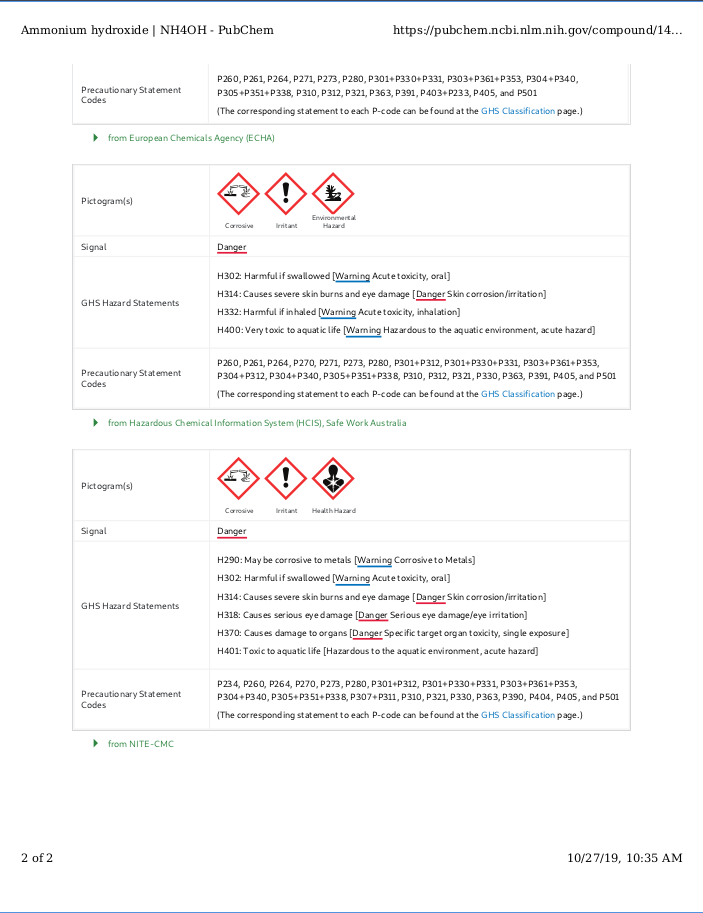 Ammonium hydroxide | NH4OH - PubChem
https://pubchem.ncbi.nlm.nih.gov/compound/14...
Precautionary Statement Codes
P260, P261, P264, P271, P273, P280, P301+P330+P331, P303+P361+P353, P304+P340,
P305+P351+P338, P310, P312, P321, P363, P391, P403+P233, P405, and P501
(The corresponding statement to each P-code can be found at the GHS Classification page.)
from European Chemicals Agency (ECHA)
Pictogram(s)
Corrosive
Irritant
Environmental
Hazard
Signal
Danger
GHS Hazard Statements
H302: Harmful if swallowed [Warning Acute toxicity, oral]
H314: Causes severe skin burns and eye damage [Danger Skin corrosion/irritation]
H332: Harmful if inhaled [Warning Acute toxicity, inhalation]
H400: Very toxic to aquatic life [Warning Hazardous to the aquatic environment, acute hazard]
Precautionary Statement
Codes
P260, P261, P264, P270, P271, P273, P280, P301+P312, P301+P330+P331, P303+P361+P353,
P304+P312, P304+P340, P305+P351+P338, P310, P312, P321, P330, P363, P391, P405, and P501
(The corresponding statement to each P-code can be found at the GHS Classification page.)
from Hazardous Chemical Information System (HCIS), Safe Work Australia
Pictogram(s)
Corrosive
Irritant
Health Hazard
Signal
Danger
GHS Hazard Statements
H290: May be corrosive to metals [Warning Corrosive to Metals]
H302: Harmful if swallowed [Warning Acute toxicity, oral]
H314: Causes severe skin burns and eye damage [Danger Skin corrosion/irritation]
H318: Causes serious eye damage [Danger Serious eye damage/eye irritation]
H370: Causes damage to organs [Danger Specific target organ toxicity, single exposure]
H401: Toxic to aquatic life [Hazardous to the aquatic environment, acute hazard]
Precautionary Statement
Codes
P234, P260, P264, P270, P273, P280, P301+P312, P301+P330+P331, P303+P361+P353,
P304+P340, P305+P351+P338, P307+P311, P310, P321, P330, P363, P390, P404, P405, and P501
(The corresponding statement to each P-code can be found at the GHS Classification page.)
from NITE-CMC
2 of 2
10/27/19, 10:35 AM